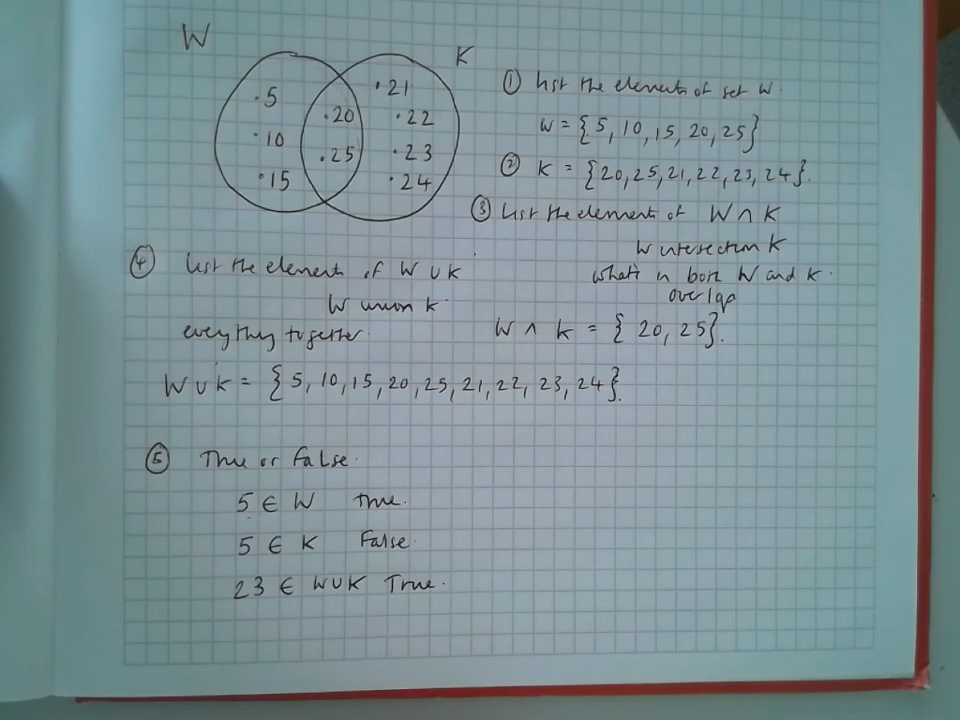 W
K
.5
.10
.15
.20
.25
.21
.22
.23
.24
① List the elements of set W.
W = {5, 10, 15, 20, 25}
② K = {20, 25, 21, 22, 23, 24}.
③ List the elements of W ∩ K
W intersection K
what's in both W and K.
overlap
W ∩ K = { 20, 25}.
④ List the elements of W ∪ K
W union K.
everything together.
W ∪ K = { 5, 10, 15, 20, 25, 21, 22, 23, 24}.
⑤ True or False.
5 ∈ W True.
5 ∈ K False.
23 ∈ W∪K True.